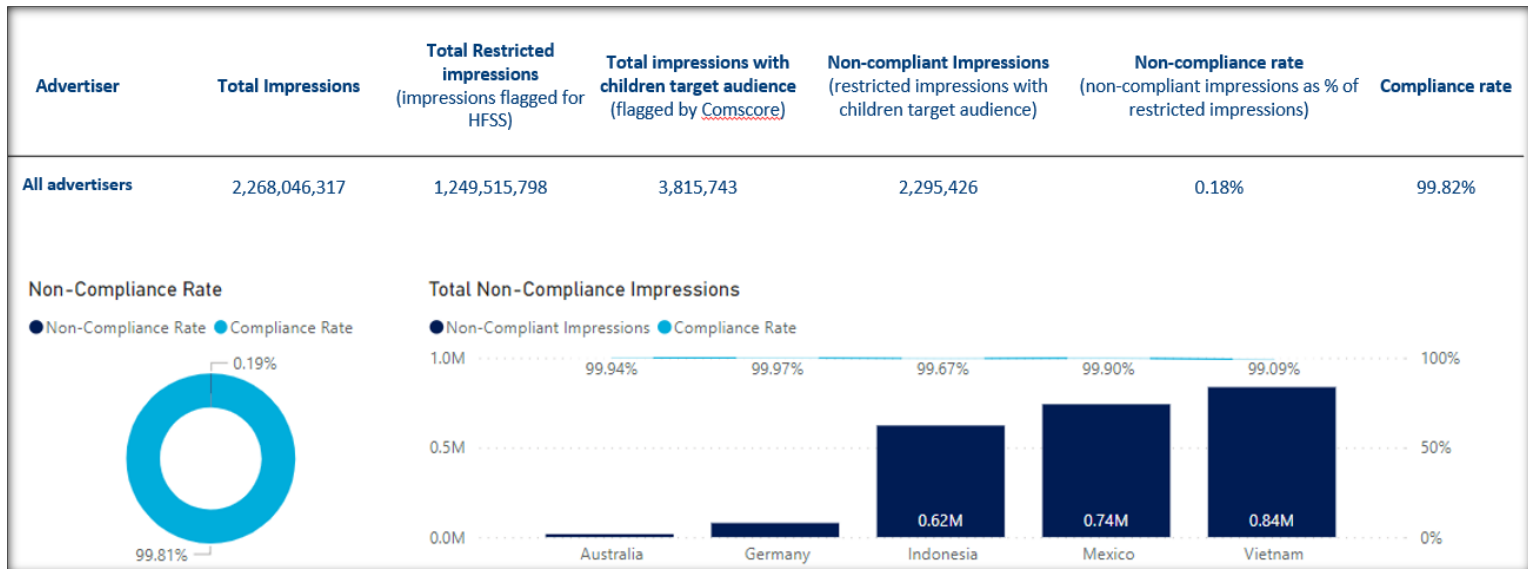 Advertiser
Total Impressions
Total Restricted
impressions
(impressions flagged for
HFSS)
Total impressions with
children target audience
(flagged by Comscore)
Non-compliant Impressions
(restricted impressions with
children target audience)
Non-compliance rate
(non-compliant impressions as % of
restricted impressions)
Compliance rate
All advertisers 2,268,046,317 1,249,515,798 3,815,743 2,295,426 0.18% 99.82%
Non-Compliance Rate
Non-Compliance Rate Compliance Rate
0.19%
99.81%
Total Non-Compliance Impressions
Non-Compliant Impressions Compliance Rate
1.0M 100%
99.94% 99.97% 99.67% 99.90% 99.09%
0.5M 50%
0.62M 0.74M 0.84M
0.0M 0%
Australia Germany Indonesia Mexico Vietnam